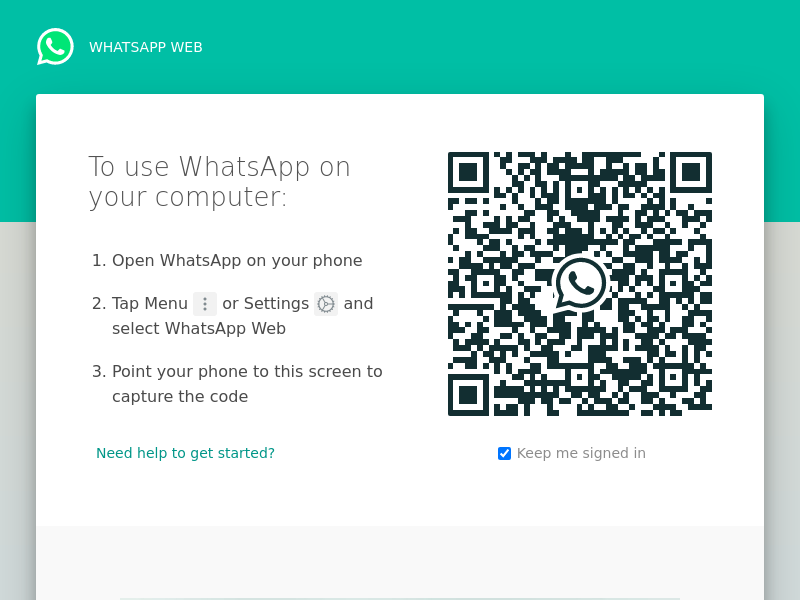 WHATSAPP WEB
To use WhatsApp on
your computer:
1. Open WhatsApp on your phone
2. Tap Menu or Settings and
select WhatsApp Web
3. Point your phone to this screen to
capture the code
Need help to get started?
Keep me signed in